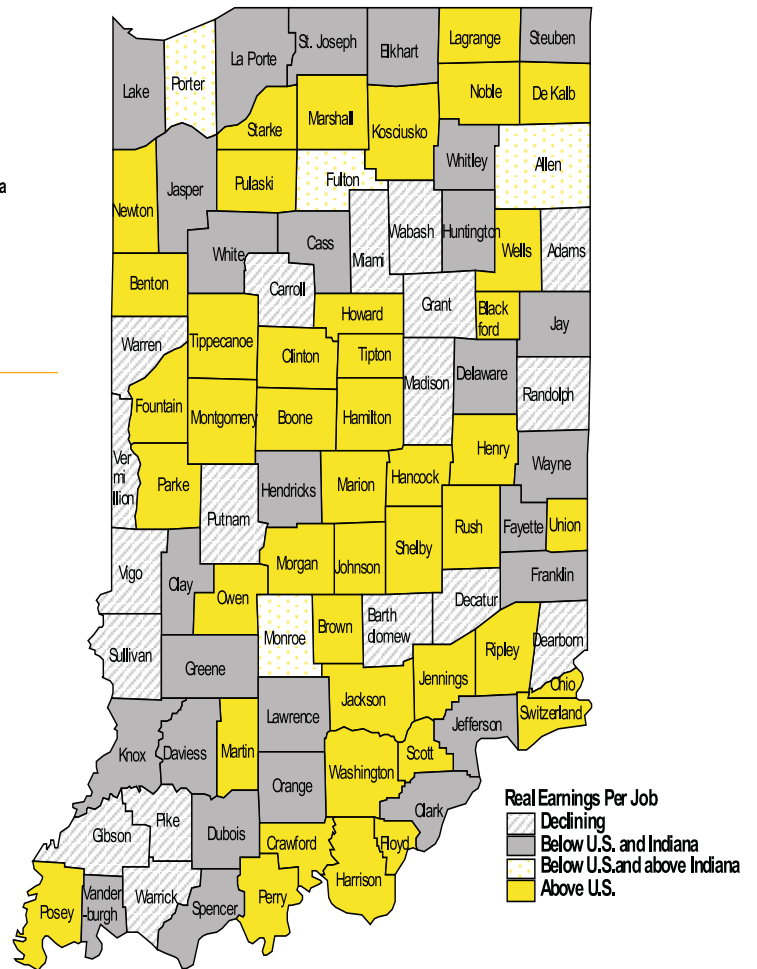 St. Joseph
Lagrange
Steuben
La Porte
Elkhart
Porter
Lake
Noble
De Kalb
Marshall
Starke
Kosciusko
Whitley
Allen
Fulton
Pulaski
a
Jasper
Newton
Wabash
Huntington
Cass
White
Wells
Adams
Miami
Benton
Carroll
Grant
Howard
Black
ford
Jay
Warren
Tippecanoe
Clinton
Tipton
Madison
Delaware
Randolph
Fountain
Montgomery
Boone
Hamilton
Henry
Ver
mi
llion
Wayne
Parke
Hendricks
Marion
Hancock
Putnam
Rush
Fayette
Union
Shelby
Morgan
Johnson
Vigo
Clay
Franklin
Owen
Decatur
Barth
olomew
Brown
Monroe
Dearborn
Sullivan
Ripley
Greene
Jennings
Ohio
Jackson
Switzerland
Lawrence
Jefferson
Knox
Daviess
Martin
Scott
Washington
Orange
Real Earnings Per Job
Declining
Below U.S. and Indiana
Below U.S.and above Indiana
Above U.S.
Clark
Pike
Gibson
Dubois
Crawford
Floyd
Harrison
Vander
-burgh
Warrick
Perry
Spencer
Posey